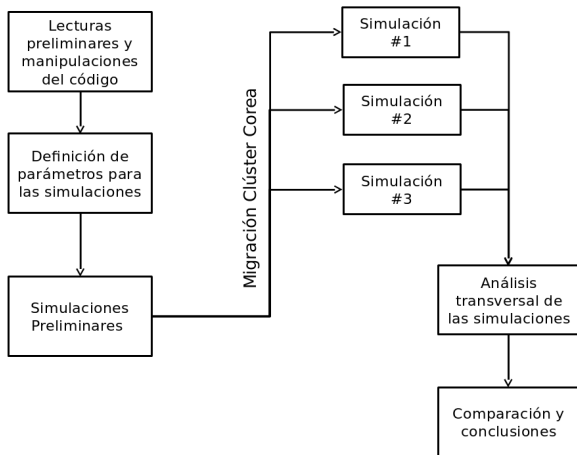 Lecturas
preliminares y
manipulaciones
del código
Definición de
parámetros para
las simulaciones
Simulaciones
Preliminares
Migración Clúster Corea
Simulación
#1
Simulación
#2
Simulación
#3
Análisis
transversal de
las simulaciones
Comparación y
conclusiones